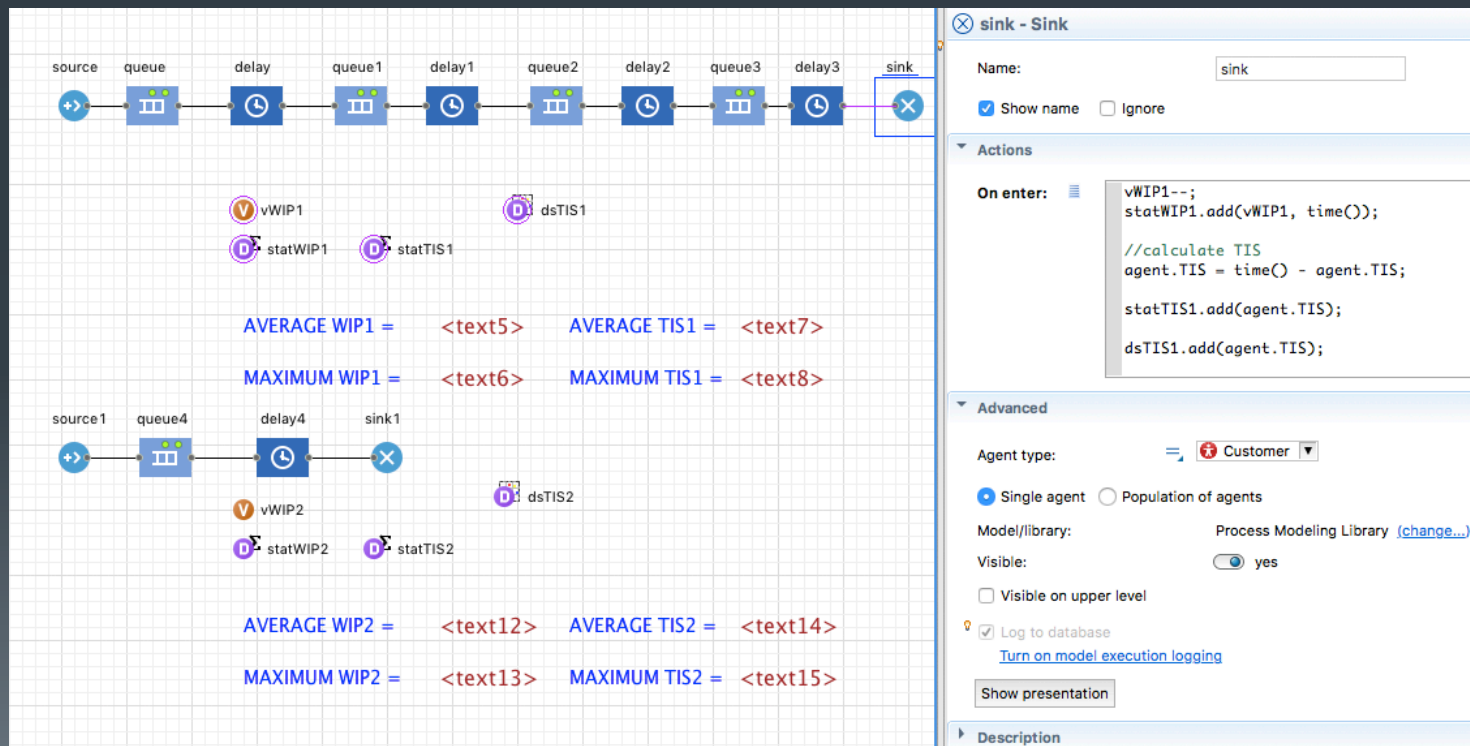 source queue delay queue1 delay1 queue2 delay2 queue3 delay3 sink
vWIP1 dsTIS1
statWIP1 statTIS1
AVERAGE WIP1 = <text5> AVERAGE TIS1 = <text7>
MAXIMUM WIP1 = <text6> MAXIMUM TIS1 = <text8>
source1 queue4 delay4 sink1
dsTIS2
vWIP2
statWIP2 statTIS2
AVERAGE WIP2 = <text12> AVERAGE TIS2 = <text14>
MAXIMUM WIP2 = <text13> MAXIMUM TIS2 = <text15>
sink - Sink
Name: sink
Show name Ignore
Actions
On enter:
vWIP1--;
statWIP1.add(vWIP1, time());
//calculate TIS
agent.TIS = time() - agent.TIS;
statTIS1.add(agent.TIS);
dsTIS1.add(agent.TIS);
Advanced
Agent type: Customer
Single agent Population of agents
Model/library: Process Modeling Library (change...)
Visible: yes
Visible on upper level
Log to database
Turn on model execution logging
Show presentation
Description